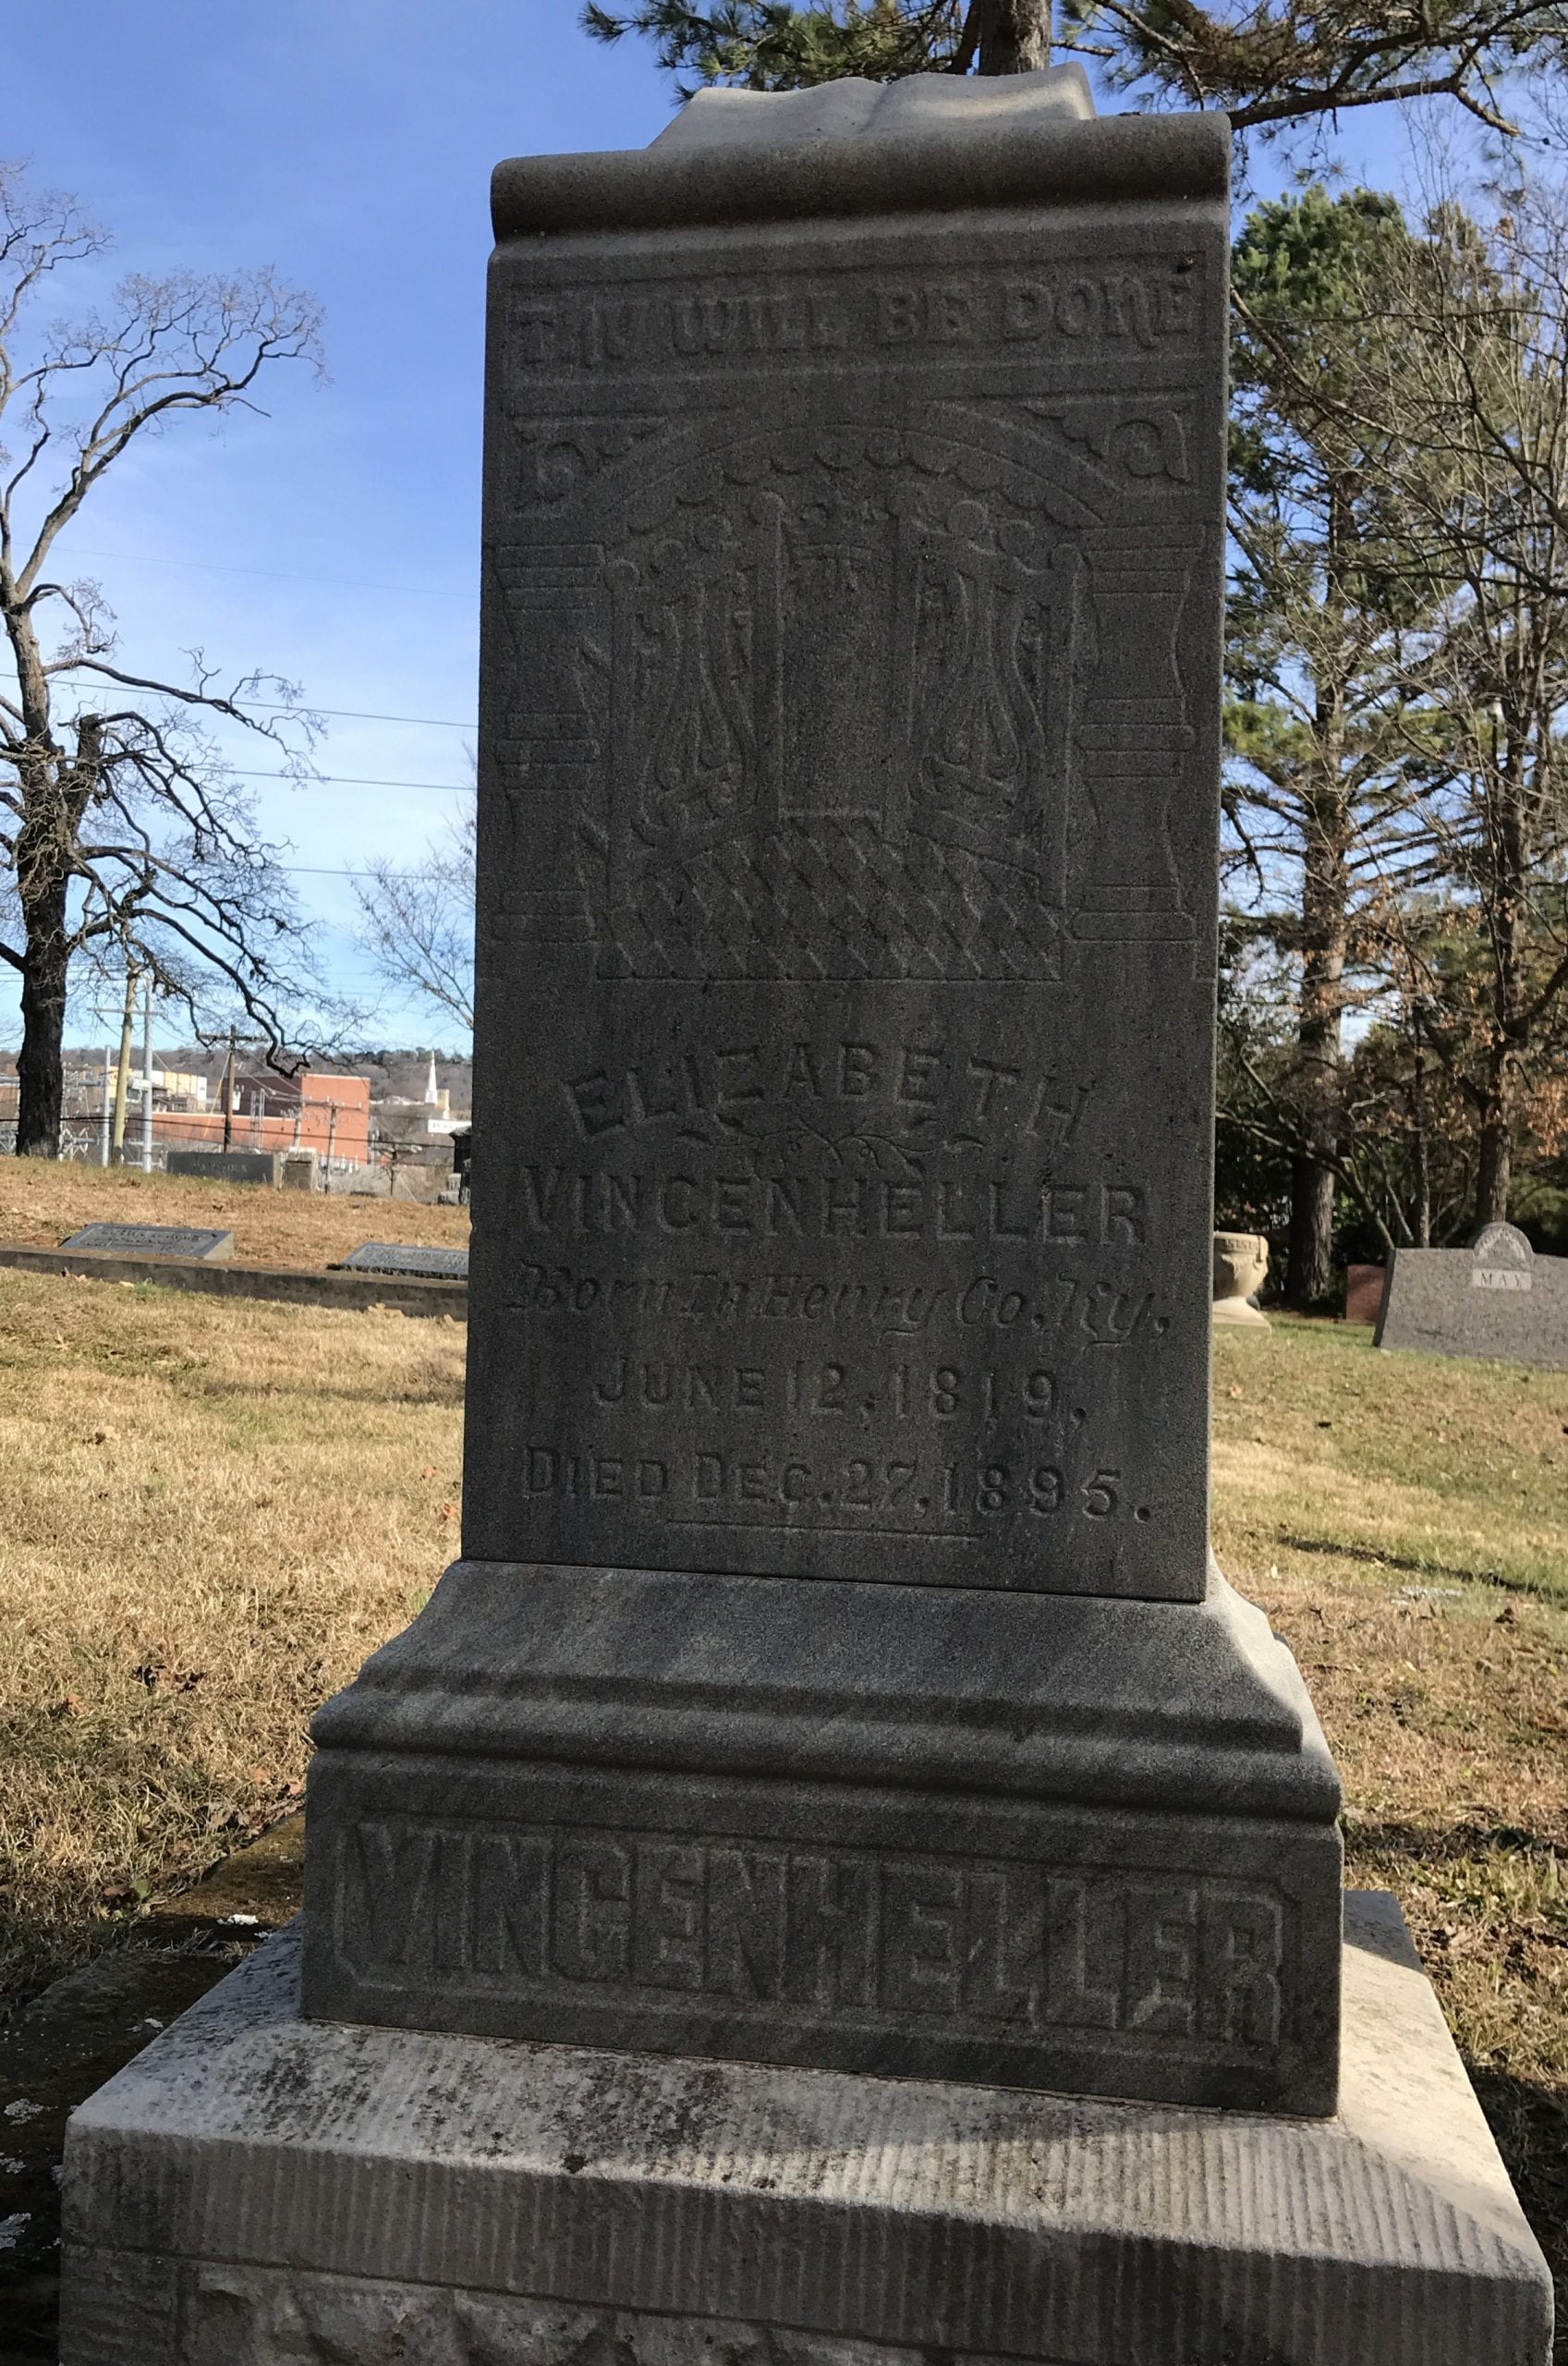 THY WILL BE DONE
ELIZABETH
VINCENHELLER
Born In Henry Co. Ky,
JUNE 12, 1819,
DIED DEC. 27, 1895.
VINCENHELLER
MAY